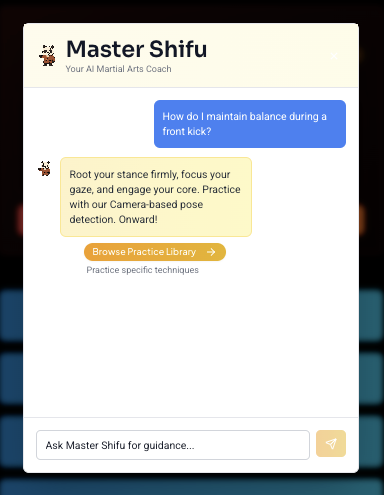 Master Shifu
Your AI Martial Arts Coach
How do I maintain balance during a
front kick?
Root your stance firmly, focus your
gaze, and engage your core. Practice
with our Camera-based pose
detection. Onward!
Browse Practice Library →
Practice specific techniques
Ask Master Shifu for guidance...